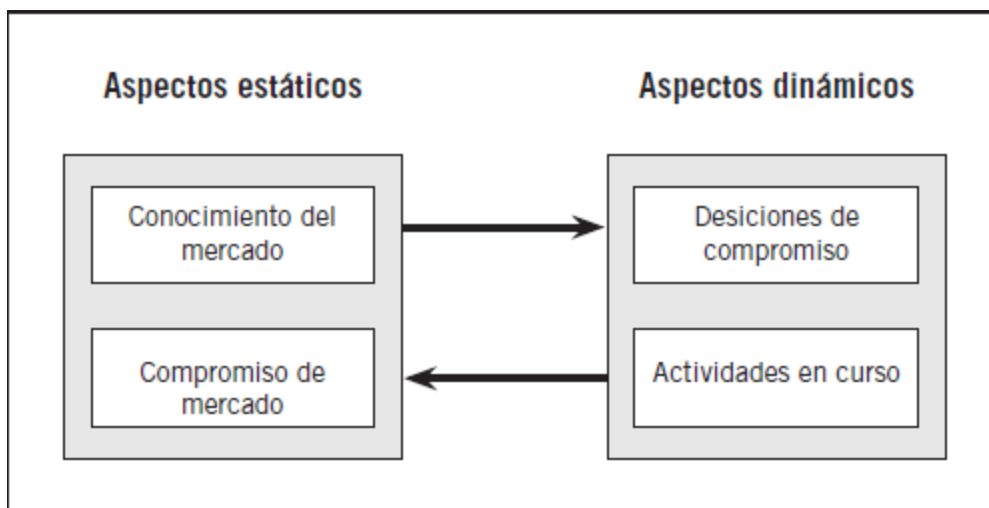 Aspectos estáticos
Aspectos dinámicos
Conocimiento del
mercado
Desiciones de
compromiso
Compromiso de
mercado
Actividades en curso